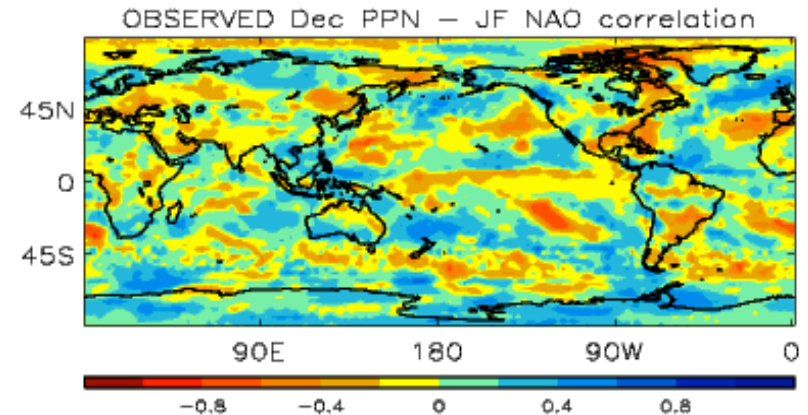 OBSERVED Dec PPN – JF NAO correlation
45N
0
45S
90E 180 90W 0
−0.8 −0.4 0 0.4 0.8